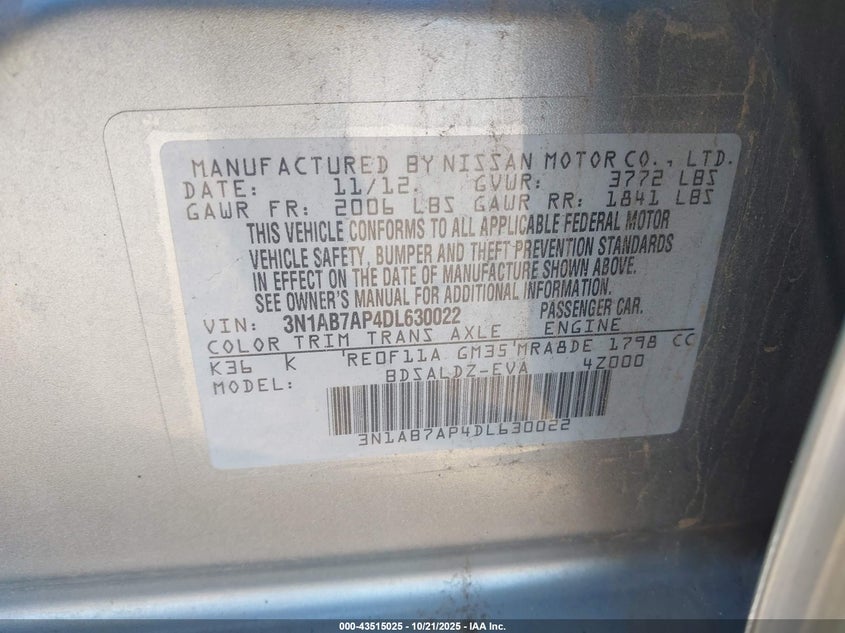 MANUFACTURED BY NISSAN MOTOR CO., LTD.
DATE: 11/12 GVWR: 3772 LBS
GAWR FR: 2006 LBS GAWR RR: 1841 LBS
THIS VEHICLE CONFORMS TO ALL APPLICABLE FEDERAL MOTOR
VEHICLE SAFETY, BUMPER AND THEFT PREVENTION STANDARDS
IN EFFECT ON THE DATE OF MANUFACTURE SHOWN ABOVE.
SEE OWNER'S MANUAL FOR ADDITIONAL INFORMATION
VIN: 3N1AB7AP4DL630022 PASSENGER CAR.
COLOR TRIM TRANS AXLE ENGINE
K36 K RE0F11A GM35 MRA8DE 1798 CC
MODEL: BDSALDZ-EVA 4Z000
3N1AB7AP4DL630022
000-43515025 - 10/21/2025 - IAA Inc.